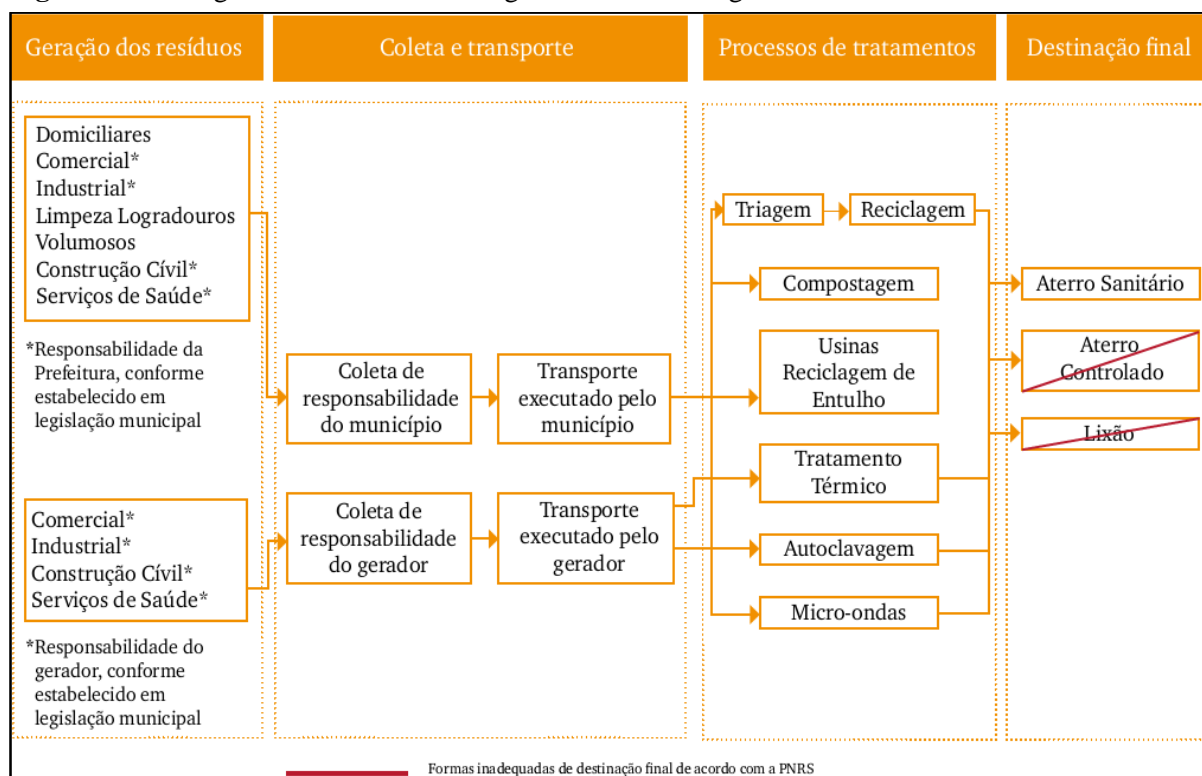 Geração dos resíduos
Coleta e transporte
Processos de tratamentos
Destinação final
Domiciliares
Comercial*
Industrial*
Limpeza Logradouros
Volumosos
Construção Cívil*
Serviços de Saúde*
*Responsabilidade da
Prefeitura, conforme
estabelecido em
legislação municipal
Comercial*
Industrial*
Construção Cívil*
Serviços de Saúde*
*Responsabilidade do
gerador, conforme
estabelecido em
legislação municipal
Coleta de
responsabilidade
do município
Transporte
executado pelo
município
Coleta de
responsabilidade
do gerador
Transporte
executado pelo
gerador
Triagem
Reciclagem
Compostagem
Usinas
Reciclagem de
Entulho
Tratamento
Térmico
Autoclavagem
Micro-ondas
Aterro Sanitário
Aterro
Controlado
Lixão
Formas inadequadas de destinação final de acordo com a PNRS